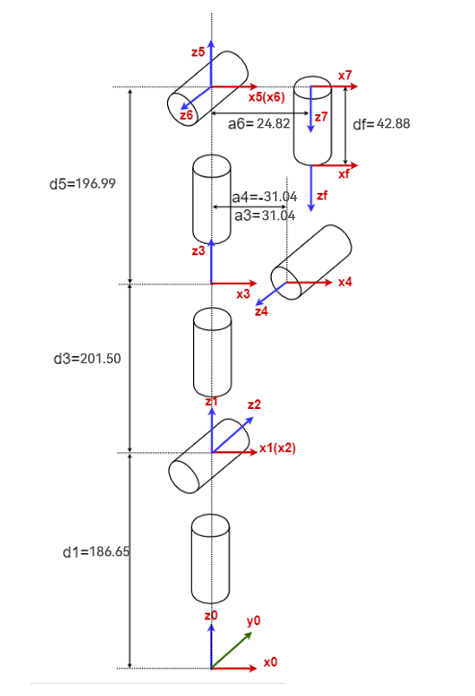 z5
x7
x5(x6)
z6
a6=24.82
z7
df=42.88
xf
d5=196.99
zf
a4=-31.04
a3=31.04
z3
x3
x4
z4
d3=201.50
z1
z2
x1(x2)
d1=186.65
z0
y0
x0